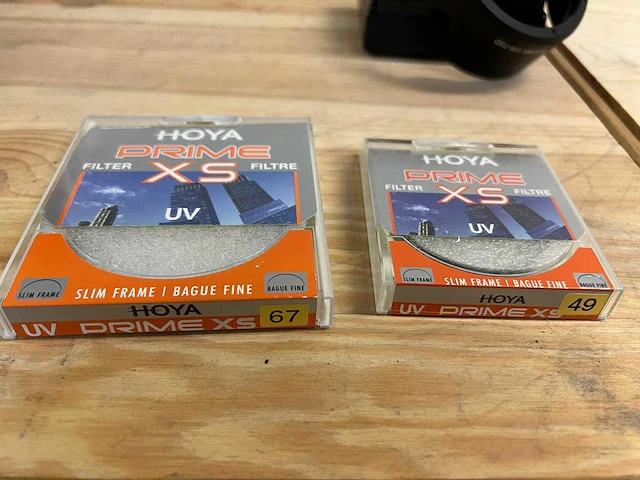 HOYA
PRIME
FILTER XS FILTRE
UV
SLIM FRAME
SLIM FRAME | BAGUE FINE
BAGUE FINE
HOYA
UV PRIME XS 67
HOYA
PRIME
FILTER XS FILTRE
UV
SLIM FRAME
SLIM FRAME | BAGUE FINE
BAGUE FINE
HOYA
UV PRIME XS 49